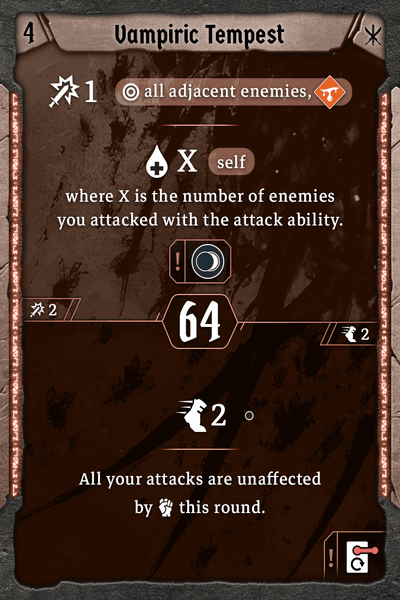 4 Vampiric Tempest
1 all adjacent enemies,
X self
where X is the number of enemies
you attacked with the attack ability.
!
2
64
2
2
All your attacks are unaffected
by this round.
!